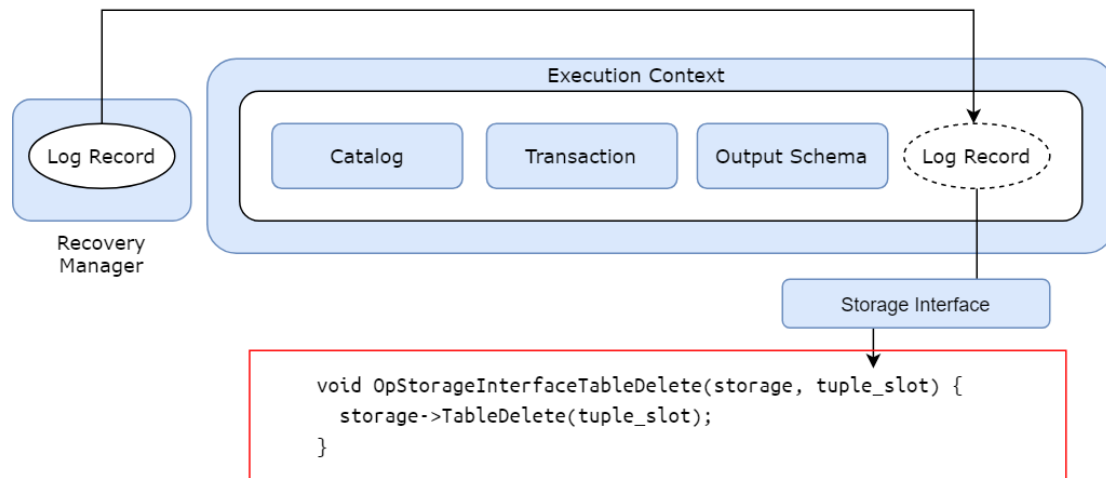 Execution Context
Log Record
Catalog
Transaction
Output Schema
Log Record
Recovery
Manager
Storage Interface
void OpStorageInterfaceTableDelete(storage, tuple_slot) {
storage->TableDelete(tuple_slot);
}